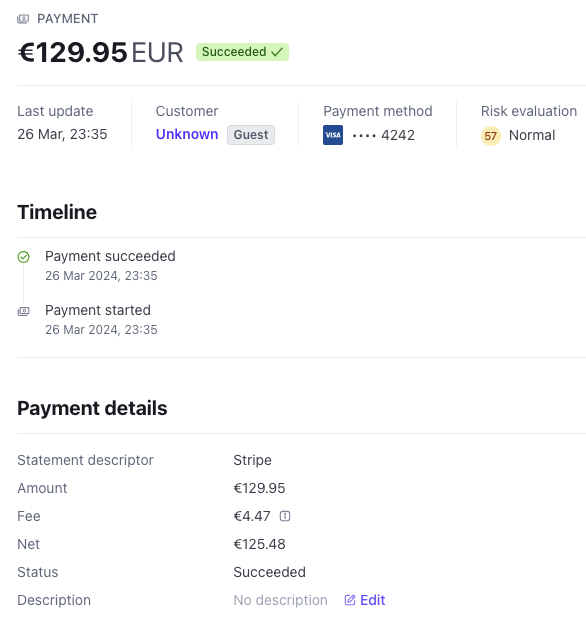 PAYMENT
€129.95 EUR Succeeded
Last update Customer Payment method Risk evaluation
26 Mar, 23:35 Unknown Guest VISA •••• 4242 57 Normal
Timeline
Payment succeeded
26 Mar 2024, 23:35
Payment started
26 Mar 2024, 23:35
Payment details
Statement descriptor Stripe
Amount €129.95
Fee €4.47
Net €125.48
Status Succeeded
Description No description Edit